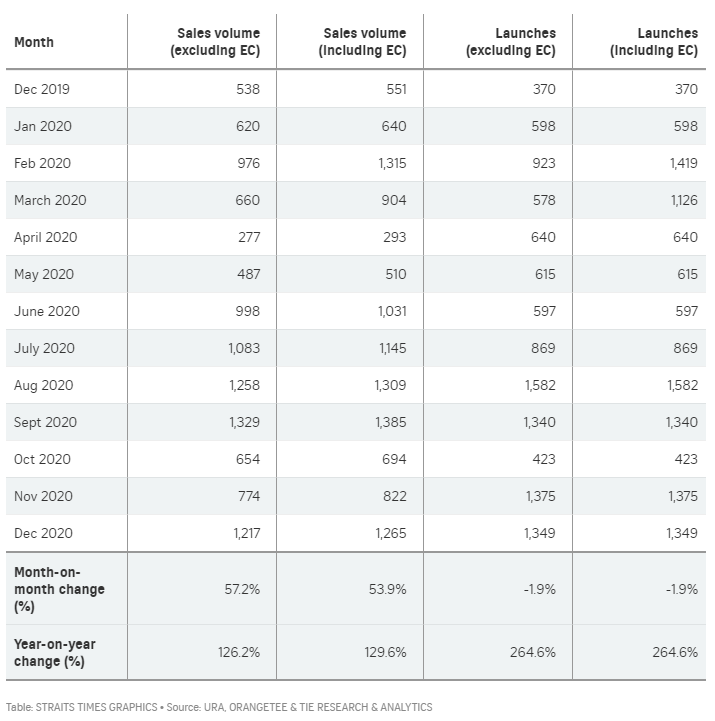 Month Sales volume (excluding EC) Sales volume (including EC) Launches (excluding EC) Launches (including EC)
Dec 2019 538 551 370 370
Jan 2020 620 640 598 598
Feb 2020 976 1,315 923 1,419
March 2020 660 904 578 1,126
April 2020 277 293 640 640
May 2020 487 510 615 615
June 2020 998 1,031 597 597
July 2020 1,083 1,145 869 869
Aug 2020 1,258 1,309 1,582 1,582
Sept 2020 1,329 1,385 1,340 1,340
Oct 2020 654 694 423 423
Nov 2020 774 822 1,375 1,375
Dec 2020 1,217 1,265 1,349 1,349
Month-on-month change (%) 57.2% 53.9% -1.9% -1.9%
Year-on-year change (%) 126.2% 129.6% 264.6% 264.6%
Table: STRAITS TIMES GRAPHICS • Source: URA, ORANGETEE & TIE RESEARCH & ANALYTICS